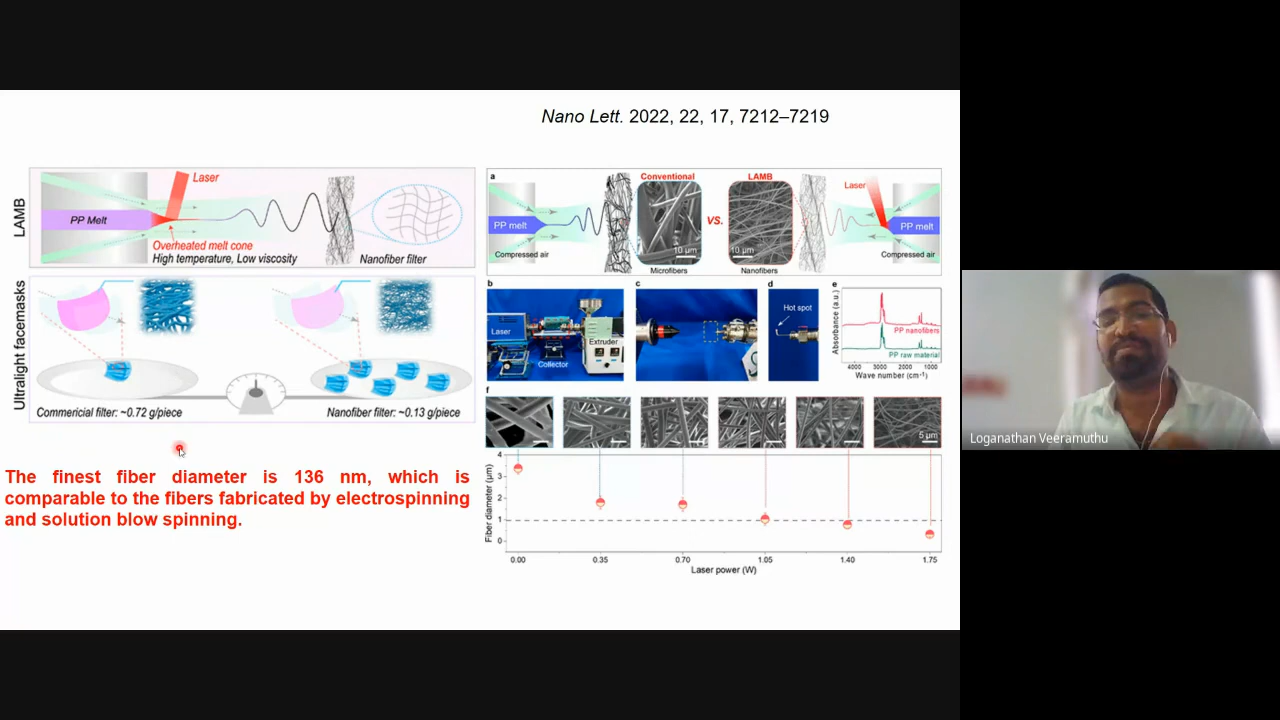 Nano Lett. 2022, 22, 17, 7212–7219
LAMB
Laser
PP Melt
Overheated melt cone
High temperature, Low viscosity
Nanofiber filter
Ultralight facemasks
Commericial filter: ~0.72 g/piece
Nanofiber filter: ~0.13 g/piece
The finest fiber diameter is 136 nm, which is
comparable to the fibers fabricated by electrospinning
and solution blow spinning.
a
Conventional
LAMB
Laser
PP melt
VS.
PP melt
10 µm
10 µm
Compressed air
Compressed air
Microfibers
Nanofibers
b
c
d
e
Laser
Extruder
Collector
Hot spot
Absorbance (a.u.)
PP nanofibers
PP raw material
4000 3000 2000 1000
Wave number (cm⁻¹)
f
5 µm
Fiber diameter (µm)
4
3
2
1
0
0.00 0.35 0.70 1.05 1.40 1.75
Laser power (W)
Loganathan Veeramuthu